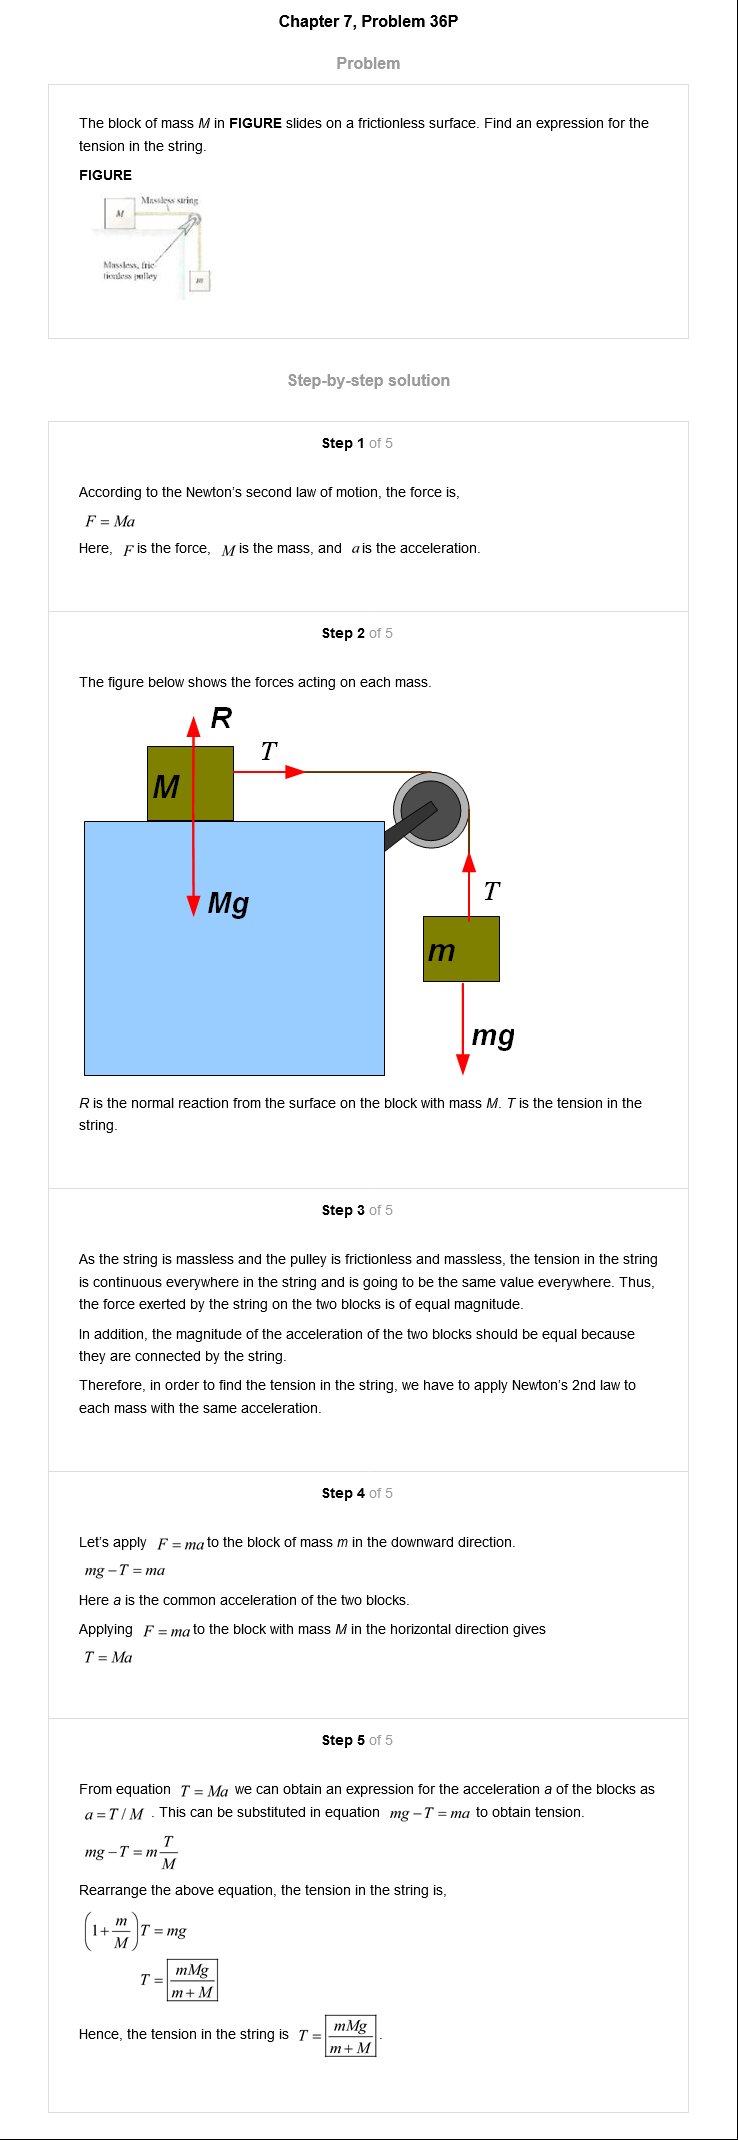 Chapter 7, Problem 36P
Problem
The block of mass M in FIGURE slides on a frictionless surface. Find an expression for the
tension in the string.
FIGURE
Massless string
M
Massless, fric-
tionless pulley
m
Step-by-step solution
Step 1 of 5
According to the Newton's second law of motion, the force is,
F = Ma
Here, F is the force, M is the mass, and a is the acceleration.
Step 2 of 5
The figure below shows the forces acting on each mass.
R
T
M
Mg
T
m
mg
R is the normal reaction from the surface on the block with mass M. T is the tension in the
string.
Step 3 of 5
As the string is massless and the pulley is frictionless and massless, the tension in the string
is continuous everywhere in the string and is going to be the same value everywhere. Thus,
the force exerted by the string on the two blocks is of equal magnitude.
In addition, the magnitude of the acceleration of the two blocks should be equal because
they are connected by the string.
Therefore, in order to find the tension in the string, we have to apply Newton's 2nd law to
each mass with the same acceleration.
Step 4 of 5
Let's apply F = ma to the block of mass m in the downward direction.
mg − T = ma
Here a is the common acceleration of the two blocks.
Applying F = ma to the block with mass M in the horizontal direction gives
T = Ma
Step 5 of 5
From equation T = Ma we can obtain an expression for the acceleration a of the blocks as
a = T / M . This can be substituted in equation mg − T = ma to obtain tension.
mg − T = m T/M
Rearrange the above equation, the tension in the string is,
(1 + m/M) T = mg
T = mMg/(m + M)
Hence, the tension in the string is T = mMg/(m + M).